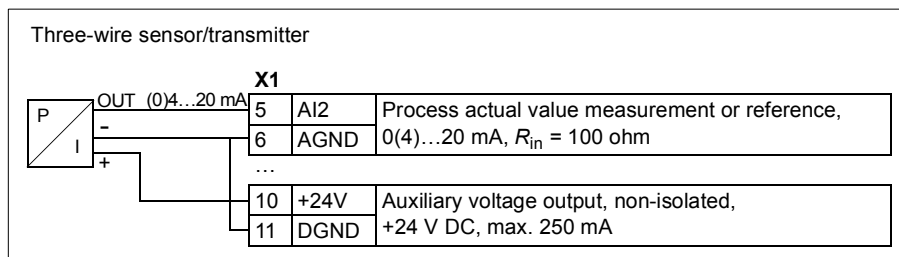 Three-wire sensor/transmitter
X1
P
I
OUT (0)4…20 mA
-
+
5 AI2 Process actual value measurement or reference,
6 AGND 0(4)…20 mA, Rin = 100 ohm
…
10 +24V Auxiliary voltage output, non-isolated,
11 DGND +24 V DC, max. 250 mA